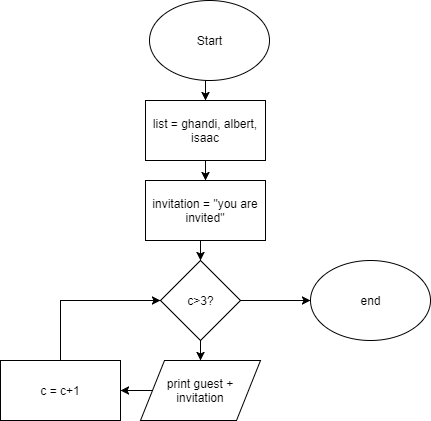 Start
list = ghandi, albert,
isaac
invitation = "you are
invited"
c>3?
end
print guest +
invitation
c = c+1